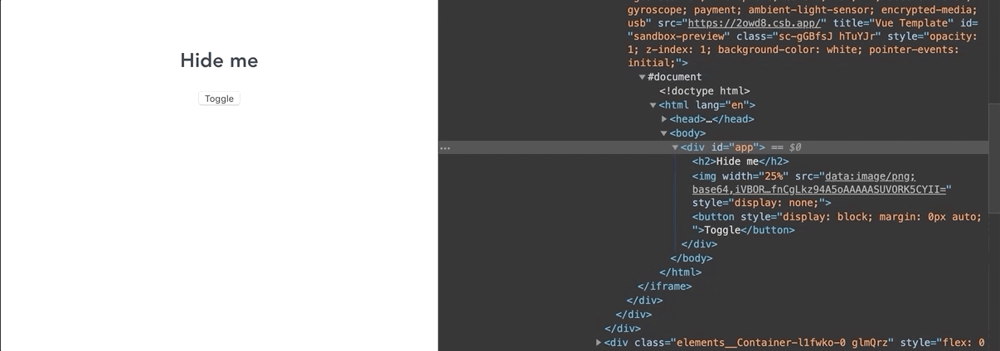 Hide me
Toggle
gyroscope; payment; ambient-light-sensor; encrypted-media;
usb" src="https://2owd8.csb.app/" title="Vue Template" id=
"sandbox-preview" class="sc-gGBfsJ hTuYJr" style="opacity:
1; z-index: 1; background-color: white; pointer-events:
initial;">
#document
<!doctype html>
<html lang="en">
<head>…</head>
<body>
… <div id="app"> == $0
<h2>Hide me</h2>
<img width="25%" src="data:image/png;
base64,iVBOR…fnCgLkz94A5oAAAAASUVORK5CYII="
style="display: none;">
<button style="display: block; margin: 0px auto;
">Toggle</button>
</div>
</body>
</html>
</iframe>
</div>
</div>
</div>
<div class="elements__Container-l1fwko-0 glmQrz" style="flex: 0